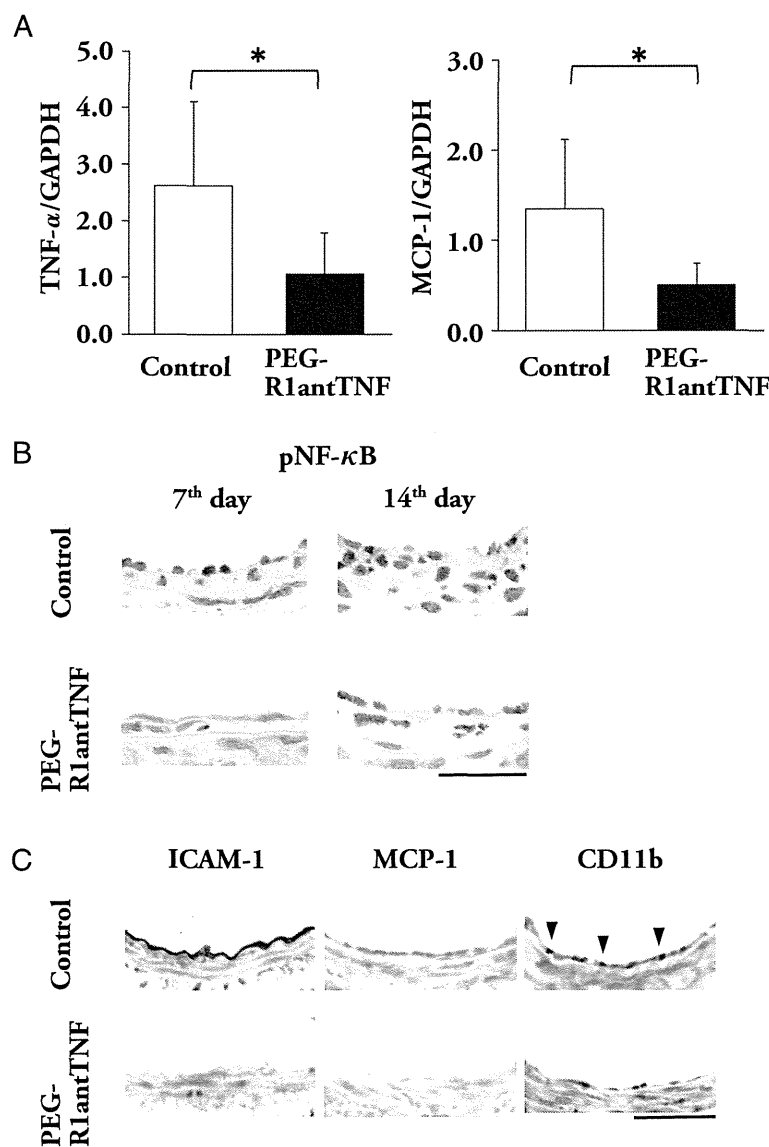 A
*
5.0
4.0
3.0
2.0
1.0
0.0
TNF-α/GAPDH
Control
PEG-
R1antTNF
*
3.0
2.0
1.0
0.0
MCP-1/GAPDH
Control
PEG-
R1antTNF
B
pNF-κB
7th day
14th day
Control
PEG-
R1antTNF
C
ICAM-1
MCP-1
CD11b
Control
PEG-
R1antTNF